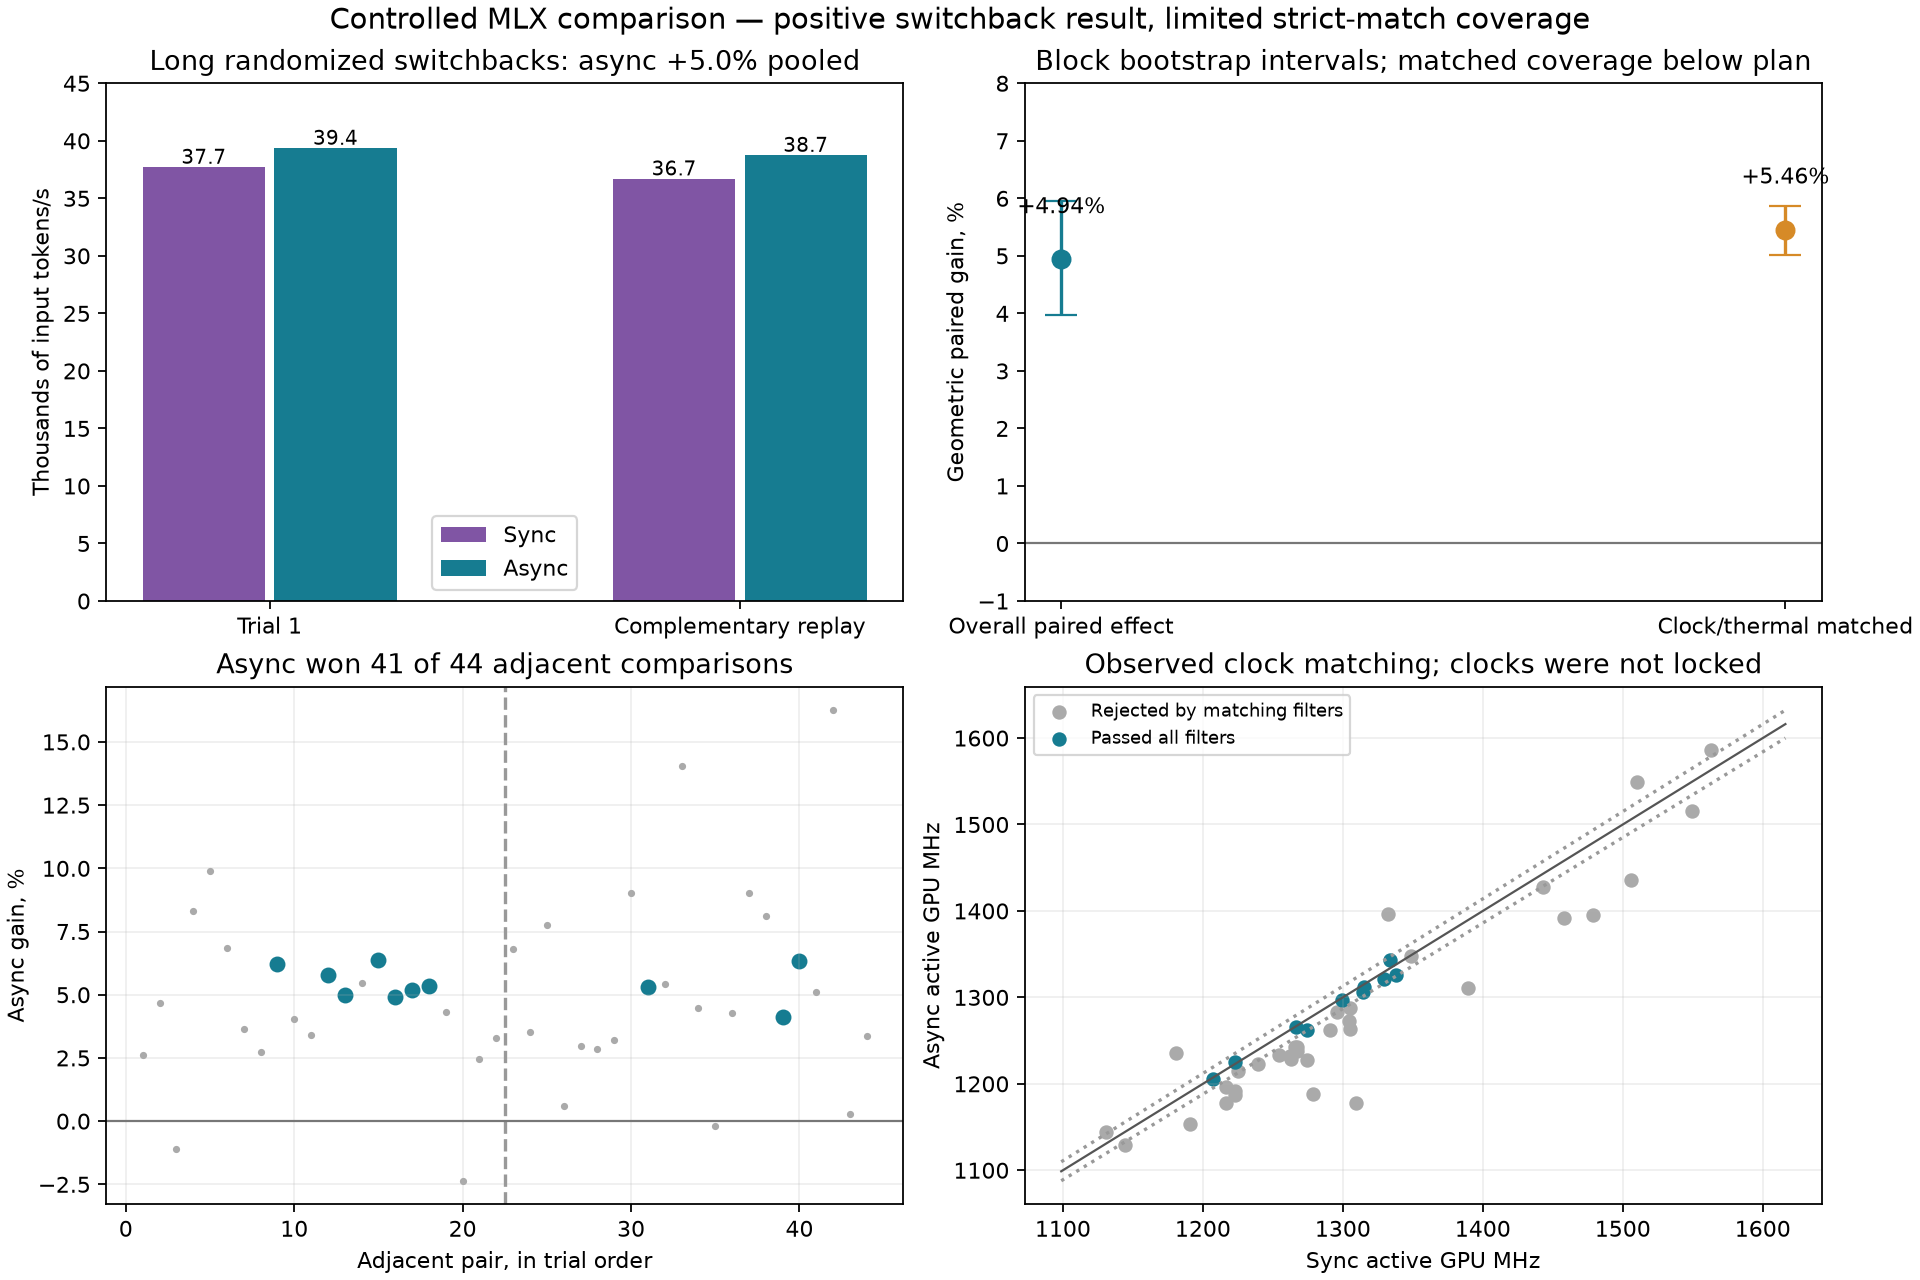 Controlled MLX comparison — positive switchback result, limited strict-match coverage
Long randomized switchbacks: async +5.0% pooled
Thousands of input tokens/s
45
40
35
30
25
20
15
10
5
0
37.7
39.4
36.7
38.7
Sync
Async
Trial 1
Complementary replay
Block bootstrap intervals; matched coverage below plan
Geometric paired gain, %
8
7
6
5
4
3
2
1
0
−1
+4.94%
+5.46%
Overall paired effect
Clock/thermal matched
Async won 41 of 44 adjacent comparisons
Async gain, %
15.0
12.5
10.0
7.5
5.0
2.5
0.0
−2.5
0
10
20
30
40
Adjacent pair, in trial order
Observed clock matching; clocks were not locked
Async active GPU MHz
Rejected by matching filters
Passed all filters
1600
1500
1400
1300
1200
1100
1100
1200
1300
1400
1500
1600
Sync active GPU MHz